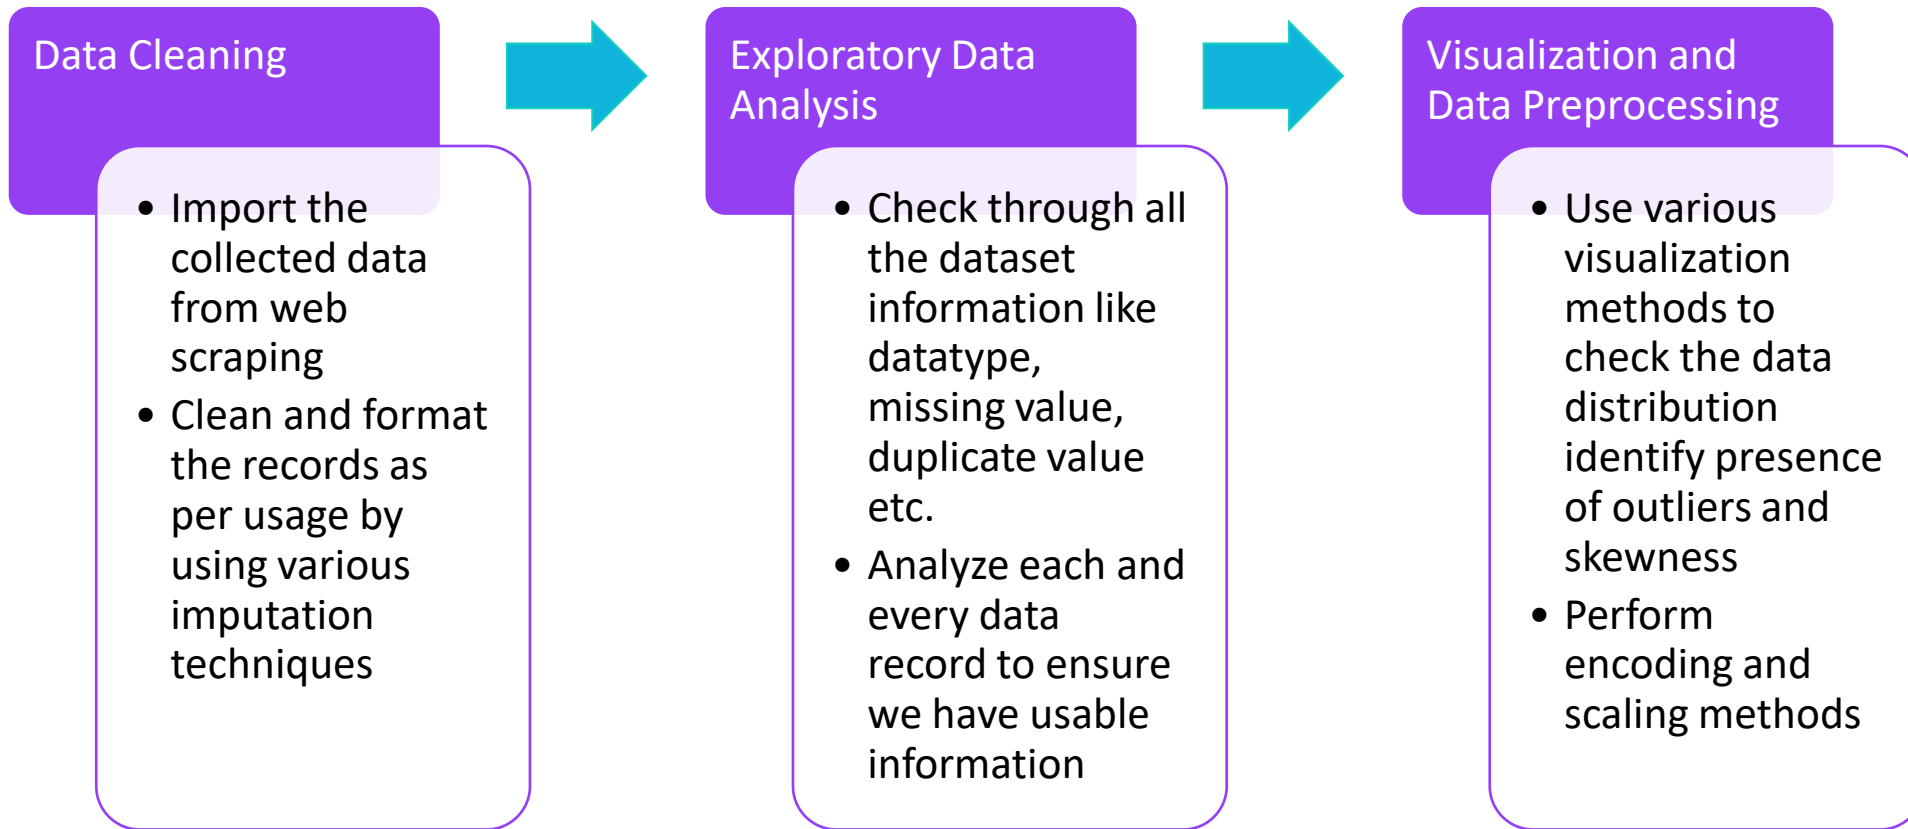 Data Cleaning
• Import the
collected data
from web
scraping
• Clean and format
the records as
per usage by
using various
imputation
techniques
Exploratory Data
Analysis
• Check through all
the dataset
information like
datatype,
missing value,
duplicate value
etc.
• Analyze each and
every data
record to ensure
we have usable
information
Visualization and
Data Preprocessing
• Use various
visualization
methods to
check the data
distribution
identify presence
of outliers and
skewness
• Perform
encoding and
scaling methods